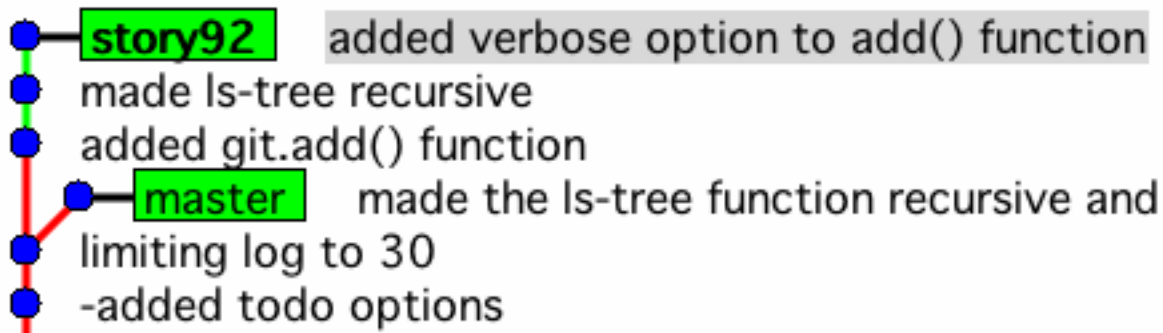 story92 added verbose option to add() function
made ls-tree recursive
added git.add() function
master made the ls-tree function recursive and
limiting log to 30
-added todo options